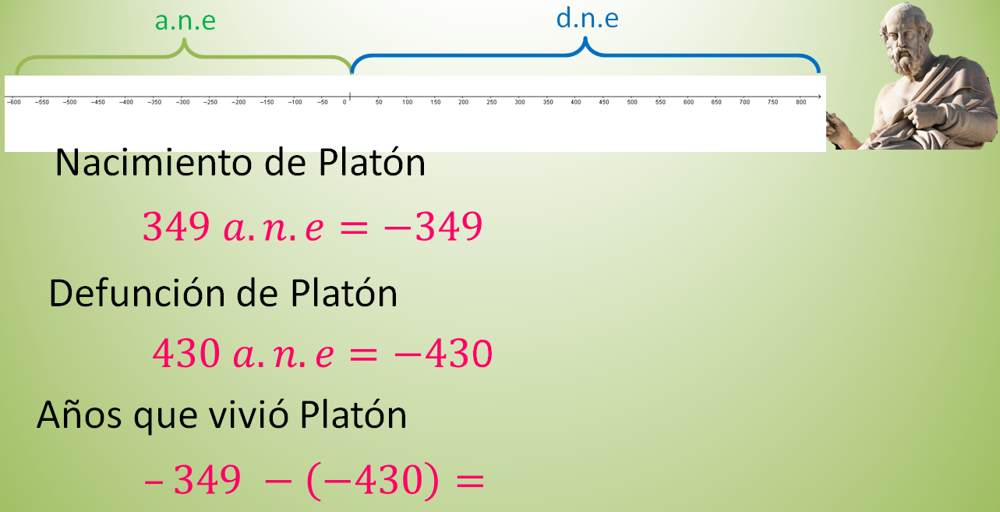 a.n.e d.n.e
−600 −550 −500 −450 −400 −350 −300 −250 −200 −150 −100 −50 0 50 100 150 200 250 300 350 400 450 500 550 600 650 700 750 800
Nacimiento de Platón
349 a.n.e = −349
Defunción de Platón
430 a.n.e = −430
Años que vivió Platón
– 349 − (−430) =